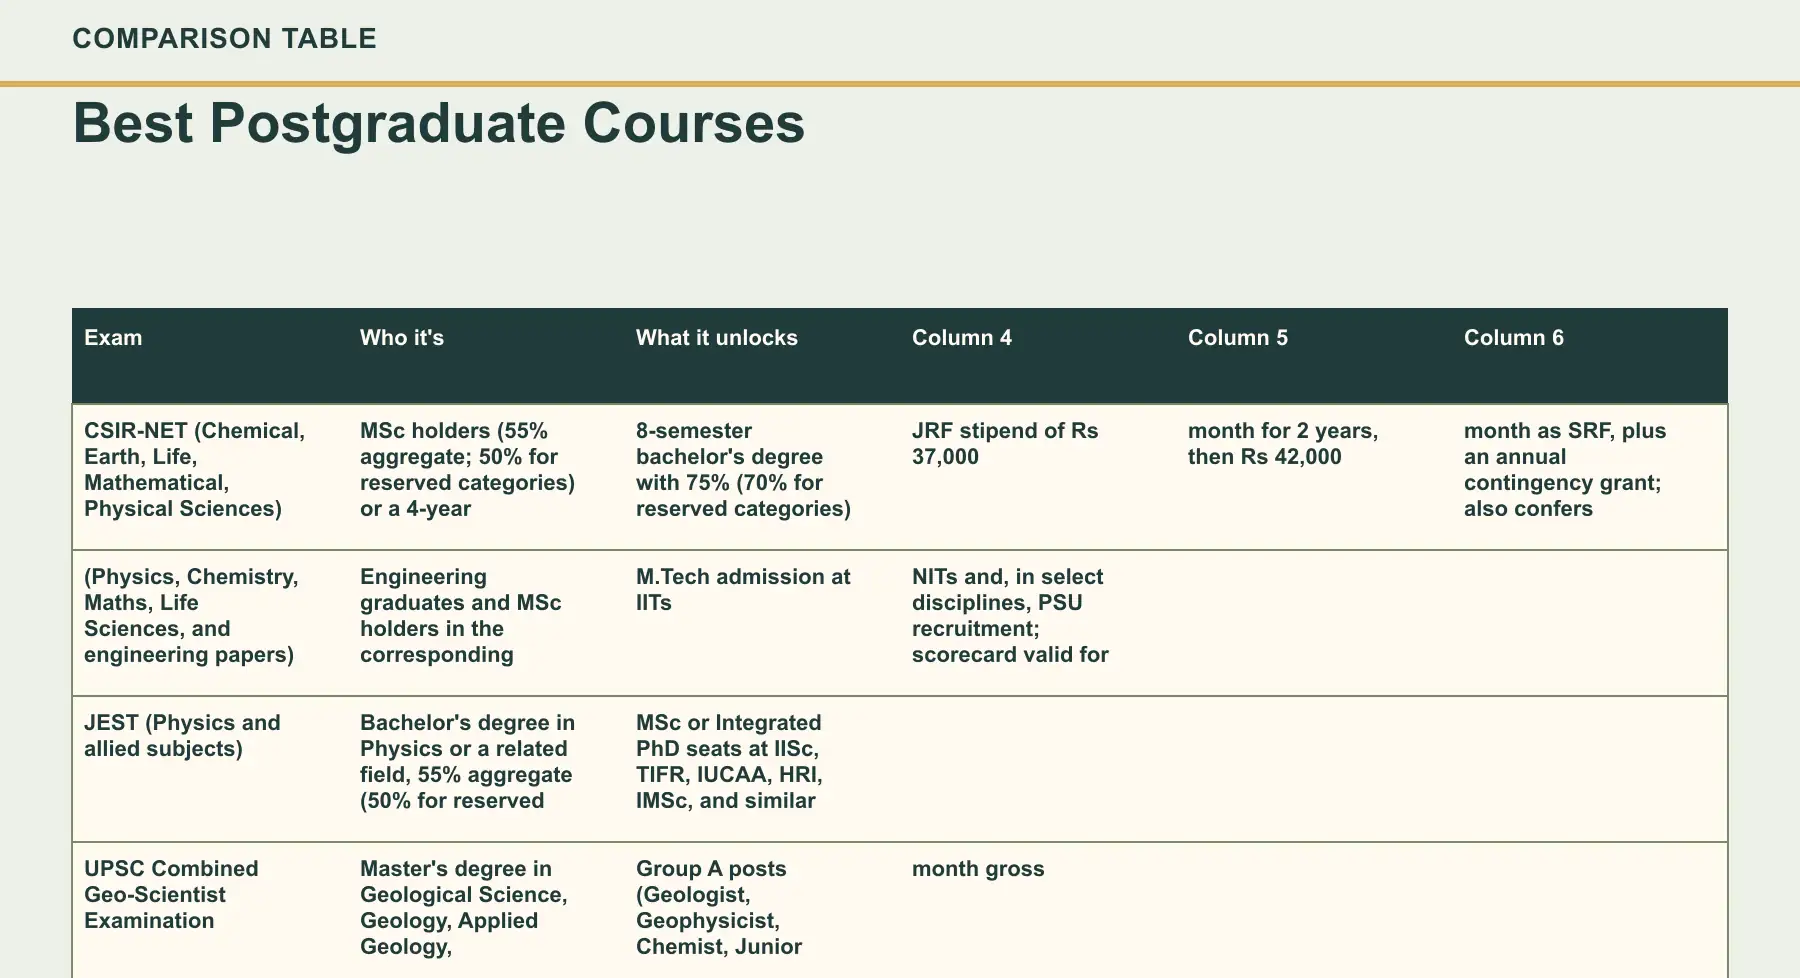 COMPARISON TABLE
Best Postgraduate Courses
Exam
Who it's
What it unlocks
Column 4
Column 5
Column 6
CSIR-NET (Chemical,
Earth, Life,
Mathematical,
Physical Sciences)
MSc holders (55%
aggregate; 50% for
reserved categories)
or a 4-year
8-semester
bachelor's degree
with 75% (70% for
reserved categories)
JRF stipend of Rs
37,000
month for 2 years,
then Rs 42,000
month as SRF, plus
an annual
contingency grant;
also confers
(Physics, Chemistry,
Maths, Life
Sciences, and
engineering papers)
Engineering
graduates and MSc
holders in the
corresponding
M.Tech admission at
IITs
NITs and, in select
disciplines, PSU
recruitment;
scorecard valid for
JEST (Physics and
allied subjects)
Bachelor's degree in
Physics or a related
field, 55% aggregate
(50% for reserved
MSc or Integrated
PhD seats at IISc,
TIFR, IUCAA, HRI,
IMSc, and similar
UPSC Combined
Geo-Scientist
Examination
Master's degree in
Geological Science,
Geology, Applied
Geology,
Group A posts
(Geologist,
Geophysicist,
Chemist, Junior
month gross